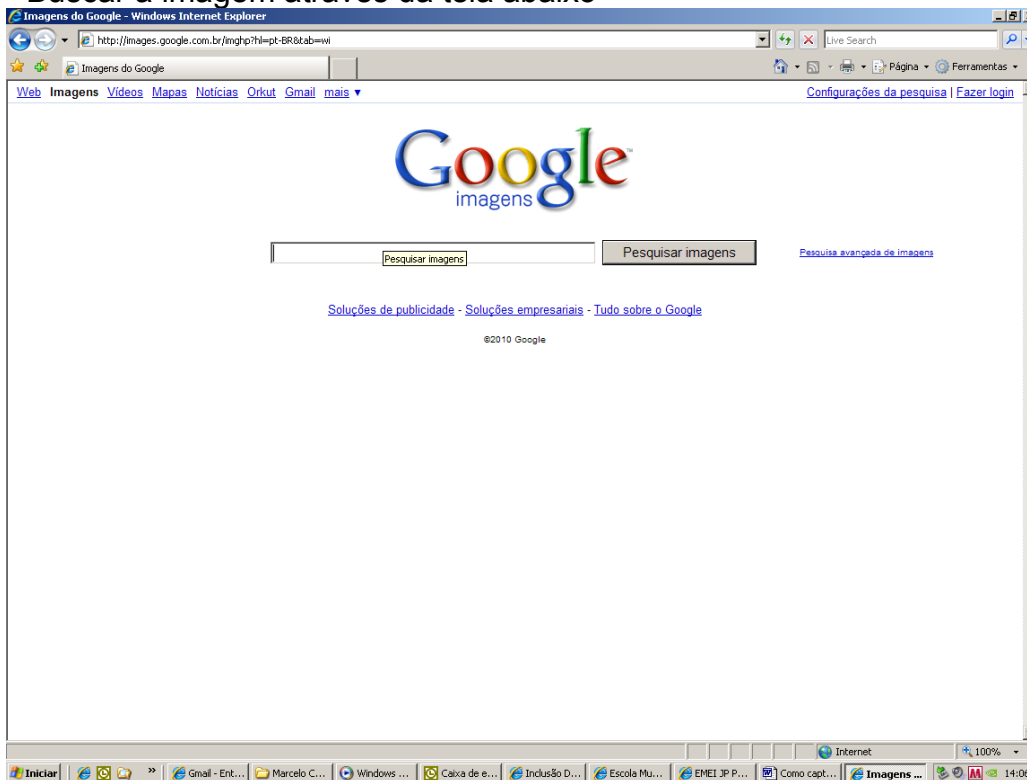 Buscar a imagem através da tela abaixo
Imagens do Google - Windows Internet Explorer
http://images.google.com.br/imghp?hl=pt-BR&tab=wi
Live Search
Imagens do Google
Página
Ferramentas
Web Imagens Vídeos Mapas Notícias Orkut Gmail mais ▼
Configurações da pesquisa | Fazer login
Google™
imagens
Pesquisar imagens
Pesquisar imagens
Pesquisa avançada de imagens
Soluções de publicidade - Soluções empresariais - Tudo sobre o Google
©2010 Google
Internet
100%
Iniciar
»
Gmail - Ent...
Marcelo C...
Windows ...
Caixa de e...
Inclusão D...
Escola Mu...
EMEI JP P...
Como capt...
Imagens ...